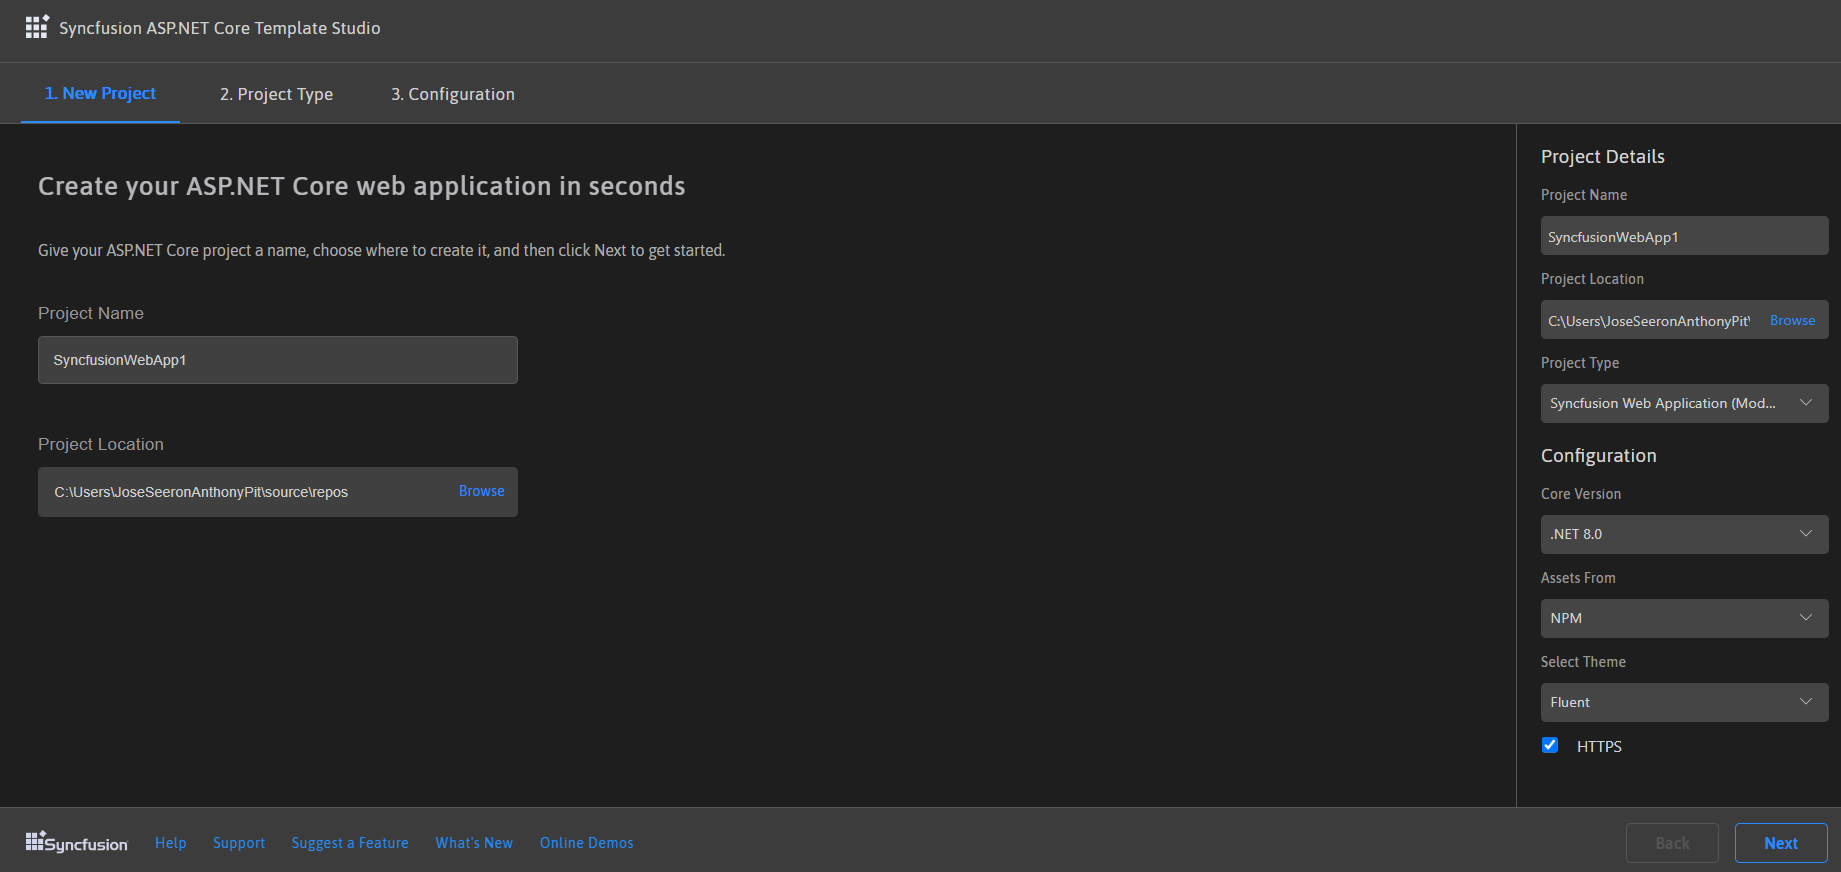 Syncfusion ASP.NET Core Template Studio
1. New Project
2. Project Type
3. Configuration
Create your ASP.NET Core web application in seconds
Give your ASP.NET Core project a name, choose where to create it, and then click Next to get started.
Project Name
SyncfusionWebApp1
Project Location
C:\Users\JoseSeeronAnthonyPit\source\repos
Browse
Project Details
Project Name
SyncfusionWebApp1
Project Location
C:\Users\JoseSeeronAnthonyPit\
Browse
Project Type
Syncfusion Web Application (Mod...
Configuration
Core Version
.NET 8.0
Assets From
NPM
Select Theme
Fluent
HTTPS
Syncfusion
Help
Support
Suggest a Feature
What's New
Online Demos
Back
Next